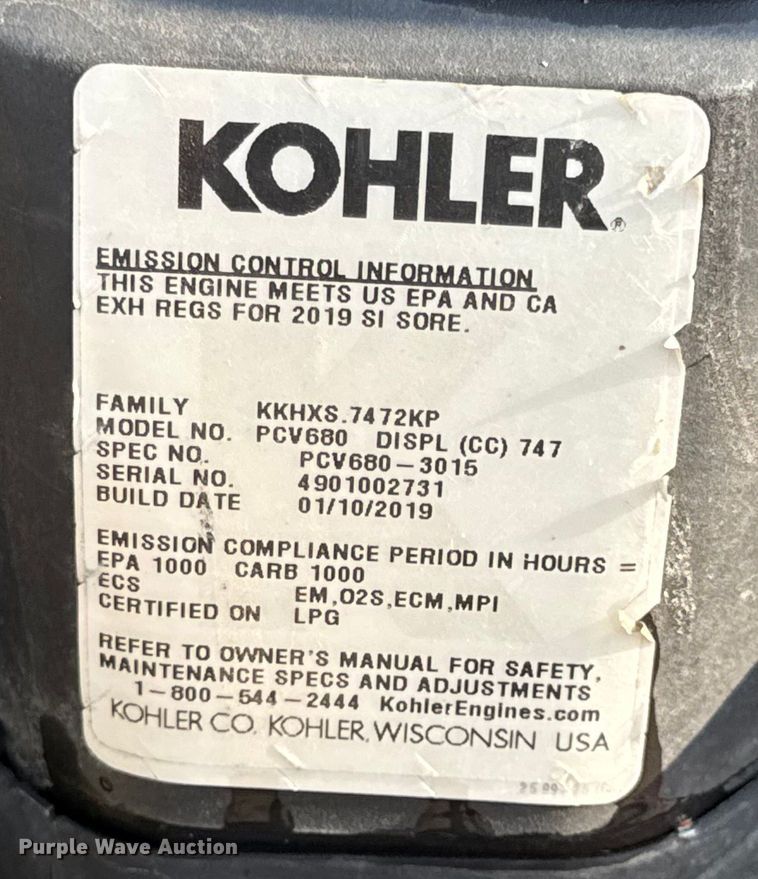 KOHLER®
EMISSION CONTROL INFORMATION
THIS ENGINE MEETS US EPA AND CA
EXH REGS FOR 2019 SI SORE.
FAMILY KKHXS.7472KP
MODEL NO. PCV680 DISPL (CC) 747
SPEC NO. PCV680-3015
SERIAL NO. 4901002731
BUILD DATE 01/10/2019
EMISSION COMPLIANCE PERIOD IN HOURS =
EPA 1000 CARB 1000
ECS EM,O2S,ECM,MPI
CERTIFIED ON LPG
REFER TO OWNER'S MANUAL FOR SAFETY,
MAINTENANCE SPECS AND ADJUSTMENTS
1-800-544-2444 KohlerEngines.com
KOHLER CO. KOHLER, WISCONSIN USA
Purple Wave Auction